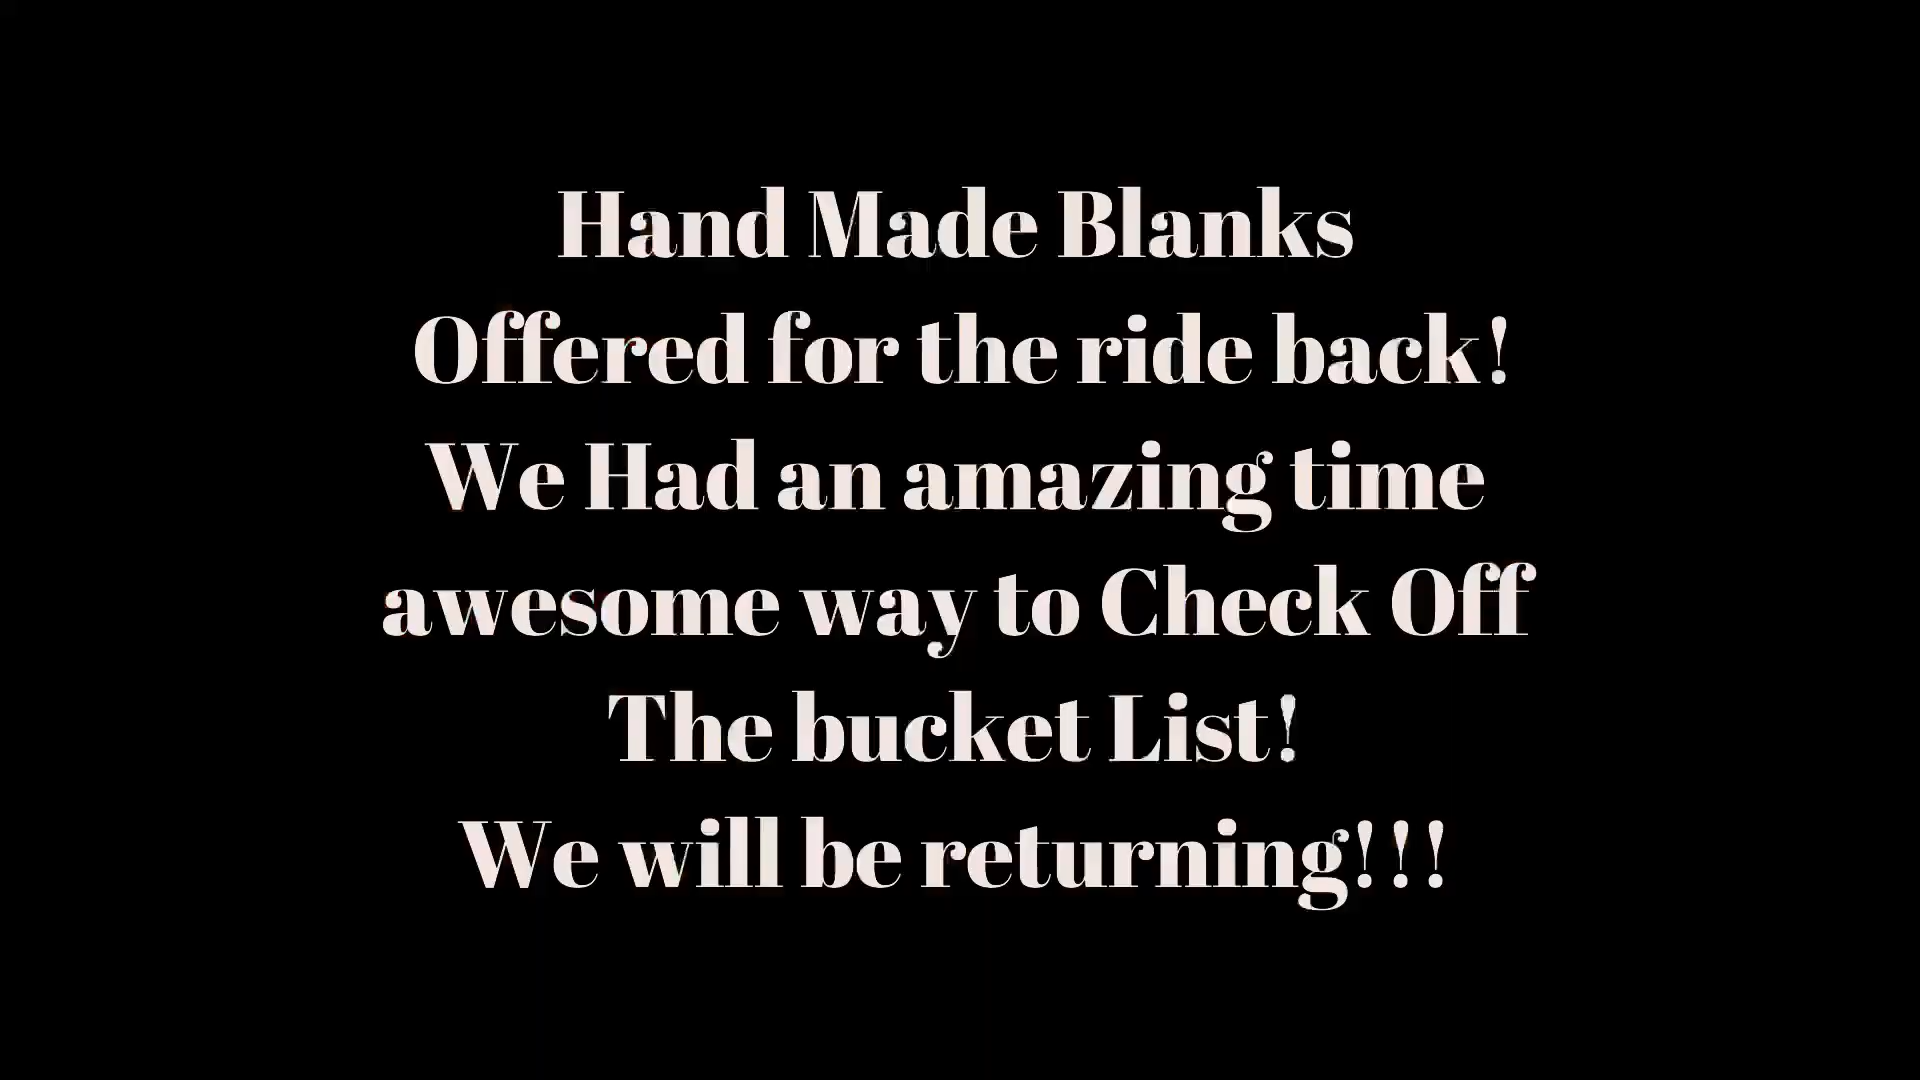 Hand Made Blanks
Offered for the ride back!
We Had an amazing time
awesome way to Check Off
The bucket List!
We will be returning!!!